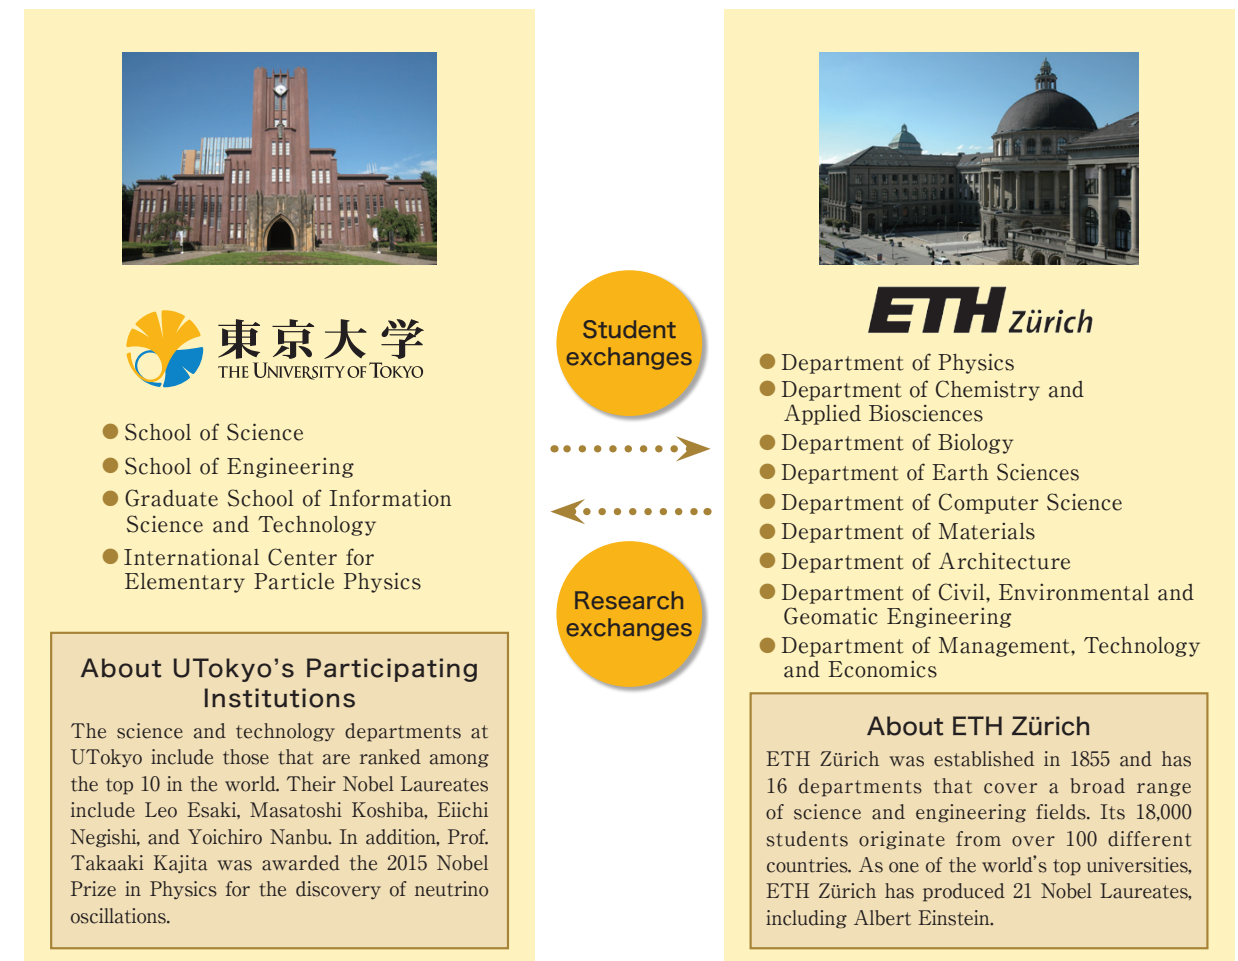 東京大学
THE UNIVERSITY OF TOKYO
● School of Science
● School of Engineering
● Graduate School of Information
Science and Technology
● International Center for
Elementary Particle Physics
About UTokyo's Participating
Institutions
The science and technology departments at
UTokyo include those that are ranked among
the top 10 in the world. Their Nobel Laureates
include Leo Esaki, Masatoshi Koshiba, Eiichi
Negishi, and Yoichiro Nanbu. In addition, Prof.
Takaaki Kajita was awarded the 2015 Nobel
Prize in Physics for the discovery of neutrino
oscillations.
Student
exchanges
Research
exchanges
ETH Zürich
● Department of Physics
● Department of Chemistry and
Applied Biosciences
● Department of Biology
● Department of Earth Sciences
● Department of Computer Science
● Department of Materials
● Department of Architecture
● Department of Civil, Environmental and
Geomatic Engineering
● Department of Management, Technology
and Economics
About ETH Zürich
ETH Zürich was established in 1855 and has
16 departments that cover a broad range
of science and engineering fields. Its 18,000
students originate from over 100 different
countries. As one of the world's top universities,
ETH Zürich has produced 21 Nobel Laureates,
including Albert Einstein.